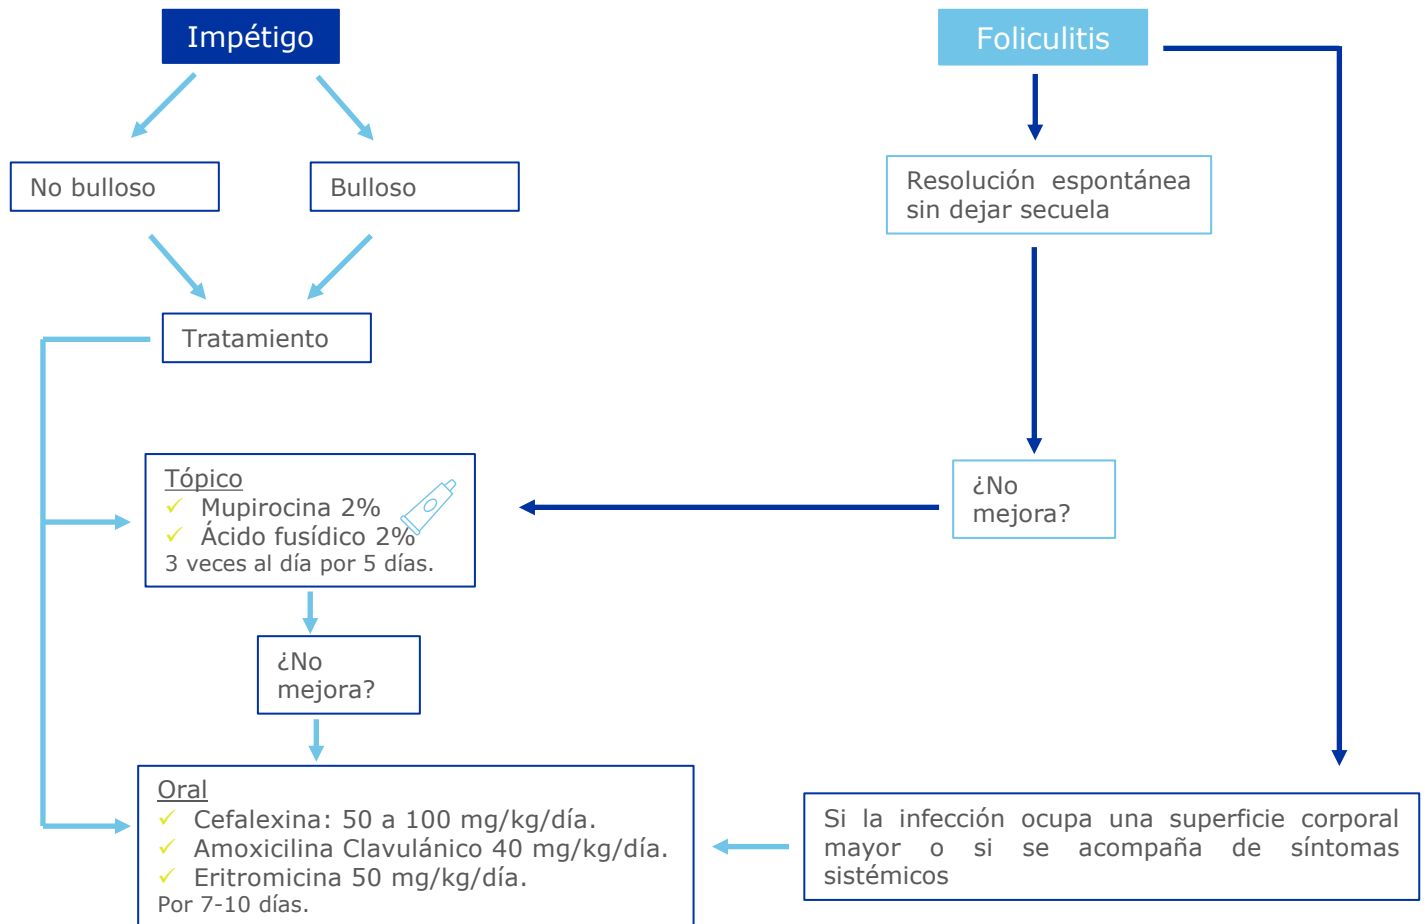 Impétigo
Foliculitis
No bulloso
Bulloso
Resolución espontánea
sin dejar secuela
Tratamiento
Tópico
✓ Mupirocina 2%
✓ Ácido fusídico 2%
3 veces al día por 5 días.
¿No
mejora?
¿No
mejora?
Oral
✓ Cefalexina: 50 a 100 mg/kg/día.
✓ Amoxicilina Clavulánico 40 mg/kg/día.
✓ Eritromicina 50 mg/kg/día.
Por 7-10 días.
Si la infección ocupa una superficie corporal
mayor o si se acompaña de síntomas
sistémicos